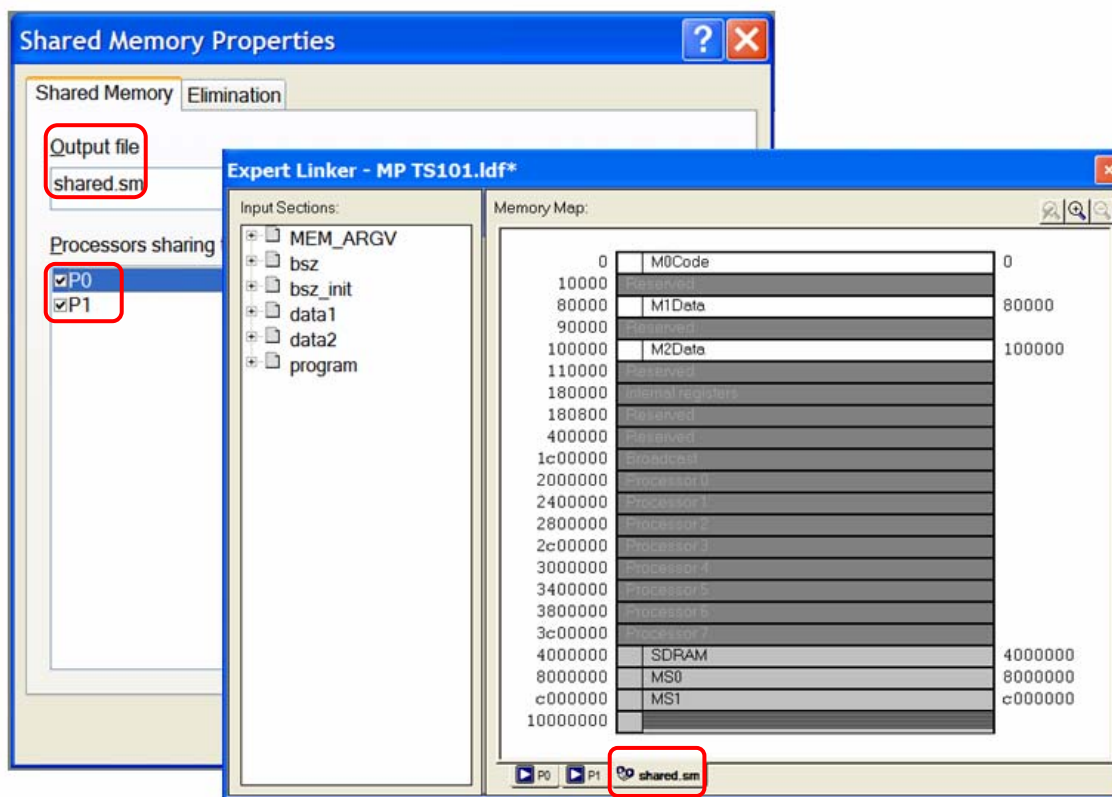 Shared Memory Properties
Shared Memory
Elimination
Output file
shared.sm
Processors sharing
P0
P1
Expert Linker - MP TS101.ldf*
Input Sections:
MEM_ARGV
bsz
bsz_init
data1
data2
program
Memory Map:
0 M0Code 0
10000 Reserved
80000 M1Data 80000
90000 Reserved
100000 M2Data 100000
110000 Reserved
180000 Internal registers
180800 Reserved
400000 Reserved
1c00000 Broadcast
2000000 Processor 0
2400000 Processor 1
2800000 Processor 2
2c00000 Processor 3
3000000 Processor 4
3400000 Processor 5
3800000 Processor 6
3c00000 Processor 7
4000000 SDRAM 4000000
8000000 MS0 8000000
c000000 MS1 c000000
10000000
P0 P1 shared.sm